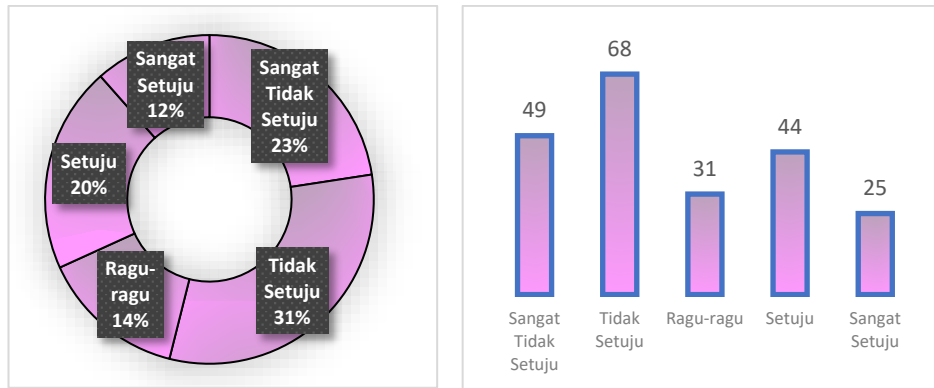 Sangat
Setuju
12%
Sangat
Tidak
Setuju
23%
Setuju
20%
Ragu-
ragu
14%
Tidak
Setuju
31%
49
68
31
44
25
Sangat
Tidak
Setuju
Tidak
Setuju
Ragu-ragu
Setuju
Sangat
Setuju